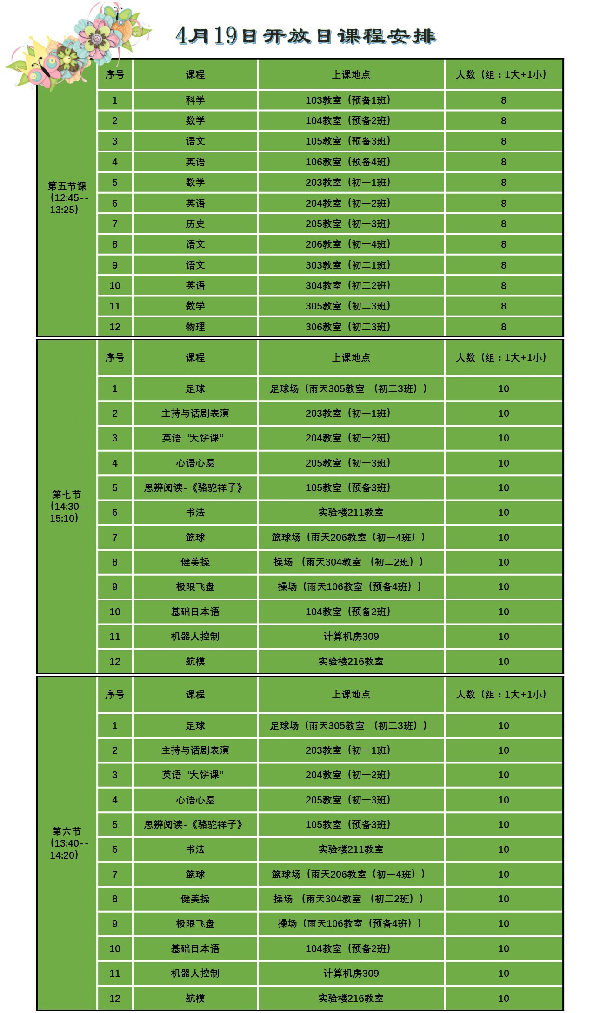 4月19日开放日课程安排
序号 课程 上课地点 人数（组：1大+1小）
第五节课
(12:45--
13:25)
1 科学 103教室（预备1班） 8
2 数学 104教室（预备2班） 8
3 语文 105教室（预备3班） 8
4 英语 106教室（预备4班） 8
5 数学 203教室（初一1班） 8
6 英语 204教室（初一2班） 8
7 历史 205教室（初一3班） 8
8 语文 206教室（初一4班） 8
9 语文 303教室（初二1班） 8
10 英语 304教室（初二2班） 8
11 数学 305教室（初二3班） 8
12 物理 306教室（初二3班） 8
序号 课程 上课地点 人数（组：1大+1小）
第七节
(14:30
15:10)
1 足球 足球场（雨天305教室 （初二3班）） 10
2 主持与话剧表演 203教室（初一1班） 10
3 英语“大饼课” 204教室（初一2班） 10
4 心语心愿 205教室（初一3班） 10
5 思辨阅读-《骆驼祥子》 105教室（预备3班） 10
6 书法 实验楼211教室 10
7 篮球 篮球场（雨天206教室（初一4班）） 10
8 健美操 操场 （雨天304教室 （初二2班）） 10
9 极限飞盘 操场（雨天106教室（预备4班）） 10
10 基础日本语 104教室（预备2班） 10
11 机器人控制 计算机房309 10
12 航模 实验楼216教室 10
序号 课程 上课地点 人数（组：1大+1小）
第六节
(13:40--
14:20)
1 足球 足球场（雨天305教室 （初二3班）） 10
2 主持与话剧表演 203教室（初一1班） 10
3 英语“大饼课” 204教室（初一2班） 10
4 心语心愿 205教室（初一3班） 10
5 思辨阅读-《骆驼祥子》 105教室（预备3班） 10
6 书法 实验楼211教室 10
7 篮球 篮球场（雨天206教室（初一4班）） 10
8 健美操 操场 （雨天304教室 （初二2班）） 10
9 极限飞盘 操场（雨天106教室（预备4班）） 10
10 基础日本语 104教室（预备2班） 10
11 机器人控制 计算机房309 10
12 航模 实验楼216教室 10